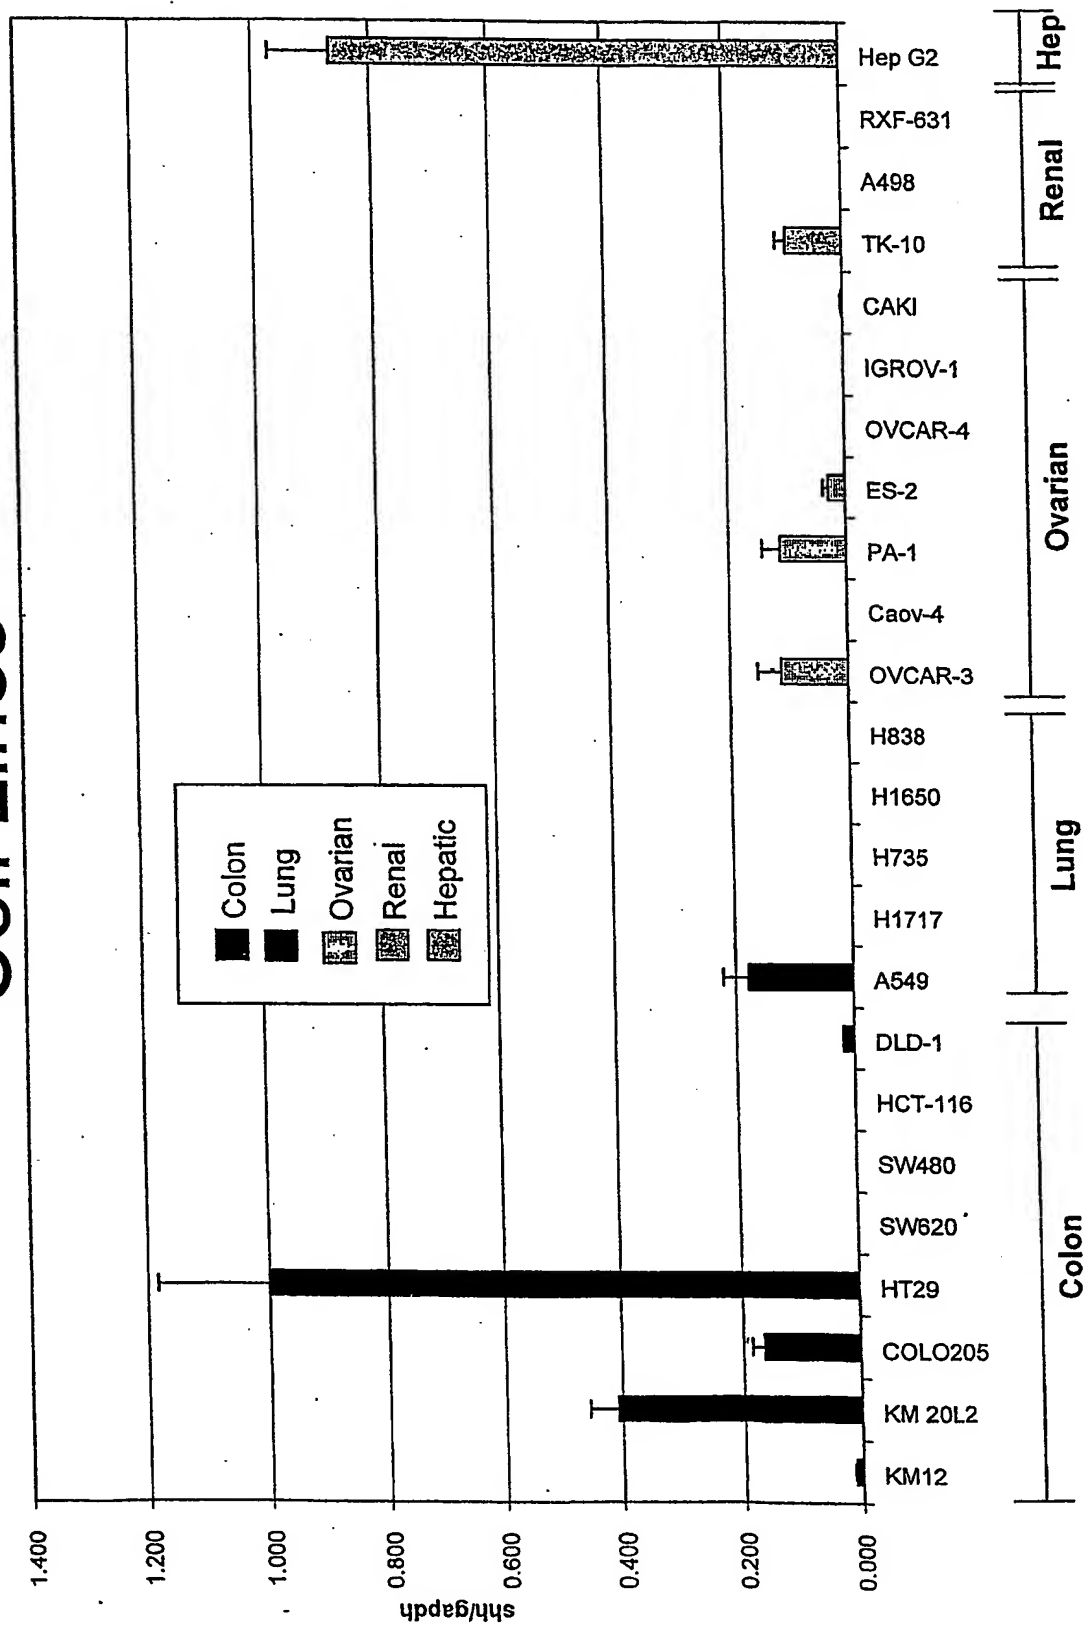 1.400
1.200
1.000
0.800
0.600
0.400
0.200
0.000
shh/gapdh
Colon
Lung
Ovarian
Renal
Hepatic
KM12
KM 20L2
COLO205
HT29
SW620
SW480
HCT-116
DLD-1
A549
H1717
H735
H1650
H838
OVCAR-3
Caov-4
PA-1
ES-2
OVCAR-4
IGROV-1
CAKI
TK-10
A498
RXF-631
Hep G2
Colon
Lung
Ovarian
Renal
Hep